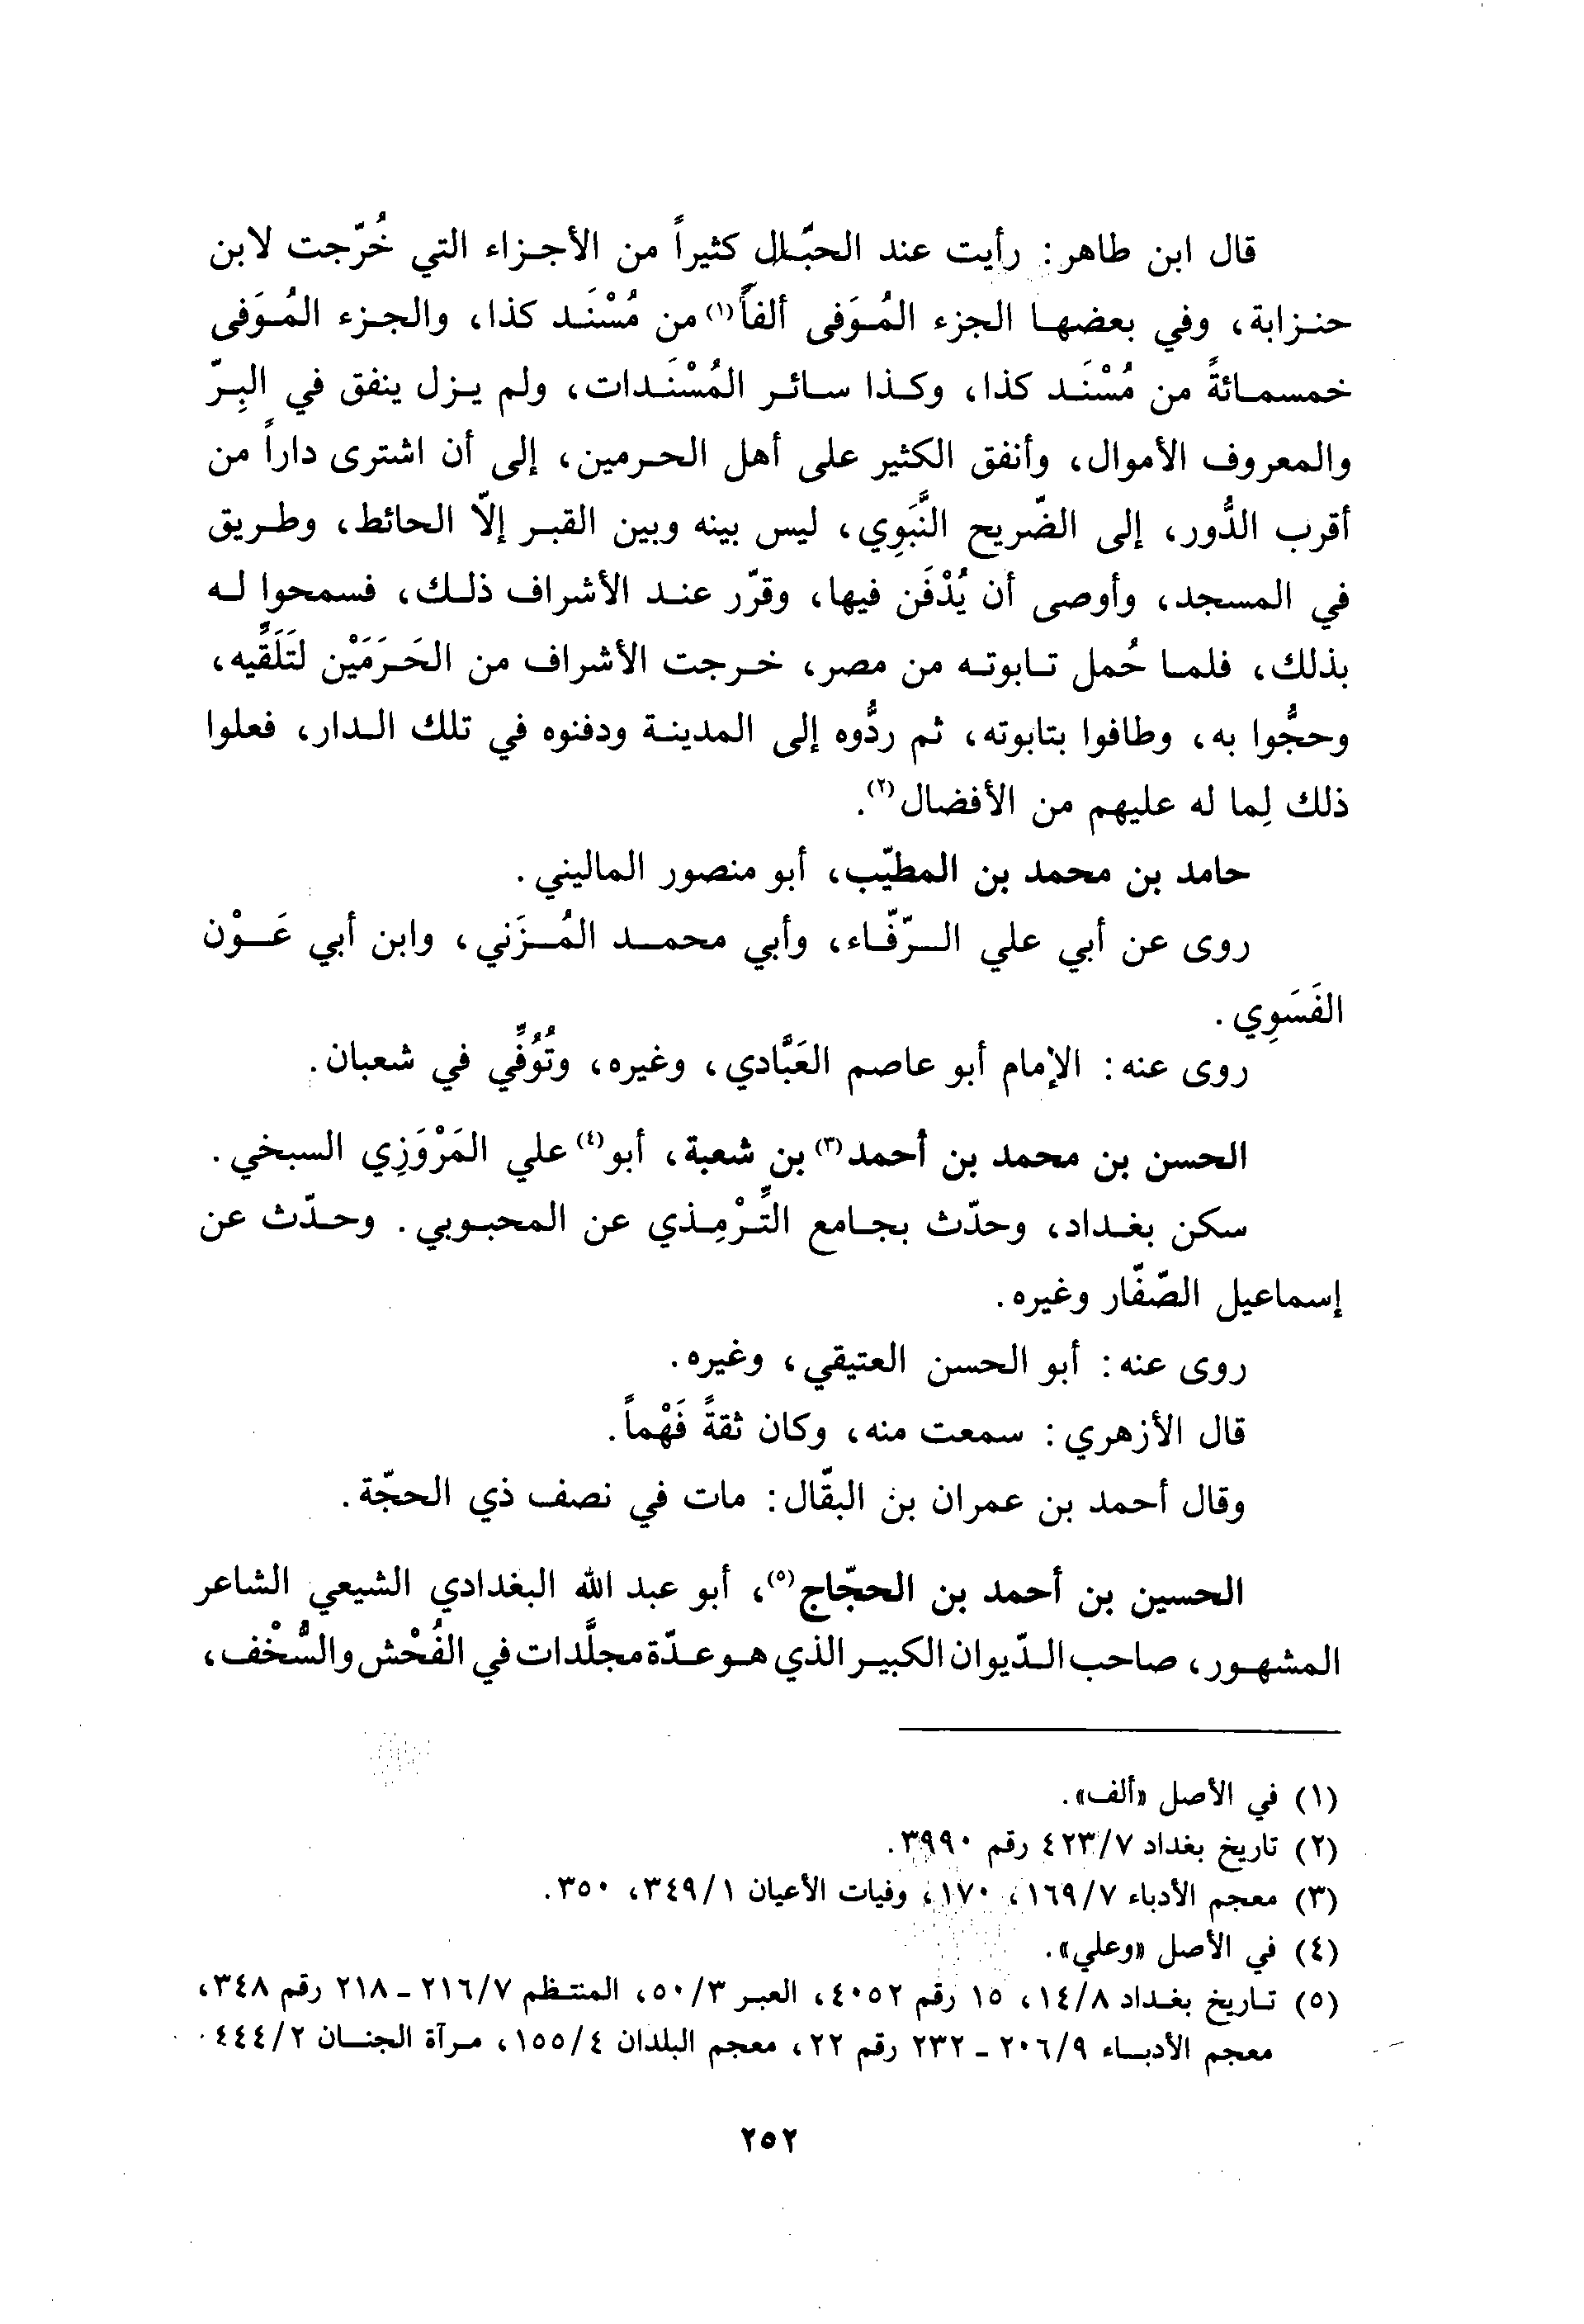 قال ابن طاهر: رأيت عند الحبّال كثيراً من الأجزاء التي خُرّجت لابن
حنزابة، وفي بعضها الجزء المُوَفى ألفاً(١) من مُسْنَد كذا، والجزء المُوَفى
خمسمائةً من مُسْنَد كذا، وكذا سائر المُسْنَدات، ولم يزل ينفق في البِرّ
والمعروف الأموال، وأنفق الكثير على أهل الحرمين، إلى أن اشترى داراً من
أقرب الدُّور، إلى الضّريح النَّبَوِي، ليس بينه وبين القبر إلاّ الحائط، وطريق
في المسجد، وأوصى أن يُدْفَن فيها، وقرّر عند الأشراف ذلك، فسمحوا له
بذلك، فلما حُمل تابوته من مصر، خرجت الأشراف من الحَرَمَيْن لتَلَقِّيه،
وحجُّوا به، وطافوا بتابوته، ثم ردُّوه إلى المدينة ودفنوه في تلك الدار، فعلوا
ذلك لِما له عليهم من الأفضال(٢).
حامد بن محمد بن المطيّب، أبو منصور الماليني.
روى عن أبي علي الرّفّاء، وأبي محمد المُزَني، وابن أبي عَوْن
الفَسَوِي.
روى عنه: الإمام أبو عاصم العَبَّادي، وغيره، وتُوُفِّي في شعبان.
الحسن بن محمد بن أحمد(٣) بن شعبة، أبو(٤) علي المَرْوَزِي السبخي.
سكن بغداد، وحدّث بجامع التِّرْمِذي عن المحبوبي. وحدّث عن
إسماعيل الصّفّار وغيره.
روى عنه: أبو الحسن العتيقي، وغيره.
قال الأزهري: سمعت منه، وكان ثقةً فَهْماً.
وقال أحمد بن عمران بن البقّال: مات في نصف ذي الحجّة.
الحسين بن أحمد بن الحجّاج(٥)، أبو عبد الله البغدادي الشيعي الشاعر
المشهور، صاحب الدّيوان الكبير الذي هو عدّة مجلَّدات في الفُحْش والسُّخْف،
(١) في الأصل «ألف».
(٢) تاريخ بغداد ٤٢٣/٧ رقم ٣٩٩٠.
(٣) معجم الأدباء ١٦٩/٧، ١٧٠، وفيات الأعيان ٣٤٩/١، ٣٥٠.
(٤) في الأصل «وعلي».
(٥) تاريخ بغداد ١٤/٨، ١٥ رقم ٤٠٥٢، العبر ٥٠/٣، المنتظم ٢١٦/٧ - ٢١٨ رقم ٣٤٨،
معجم الأدباء ٢٠٦/٩ - ٢٣٢ رقم ٢٢، معجم البلدان ١٥٥/٤، مرآة الجنان ٤٤٤/٢
٢٥٢